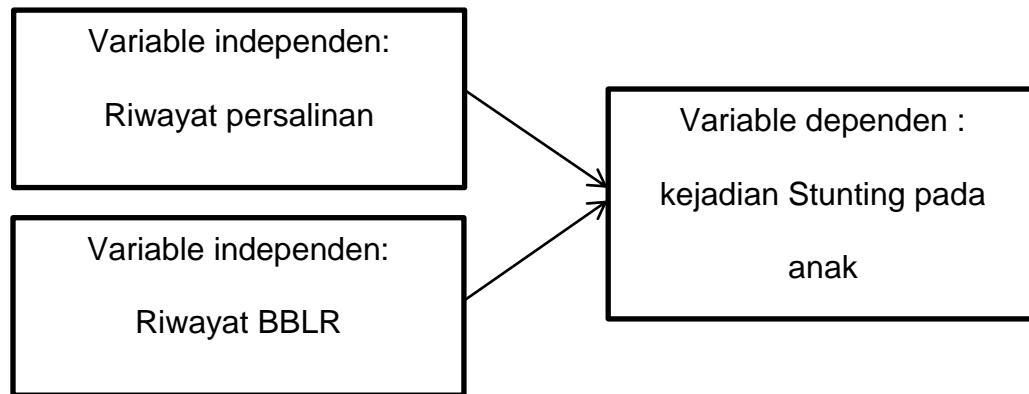 Variable independen:
Riwayat persalinan
Variable independen:
Riwayat BBLR
Variable dependen :
kejadian Stunting pada
anak